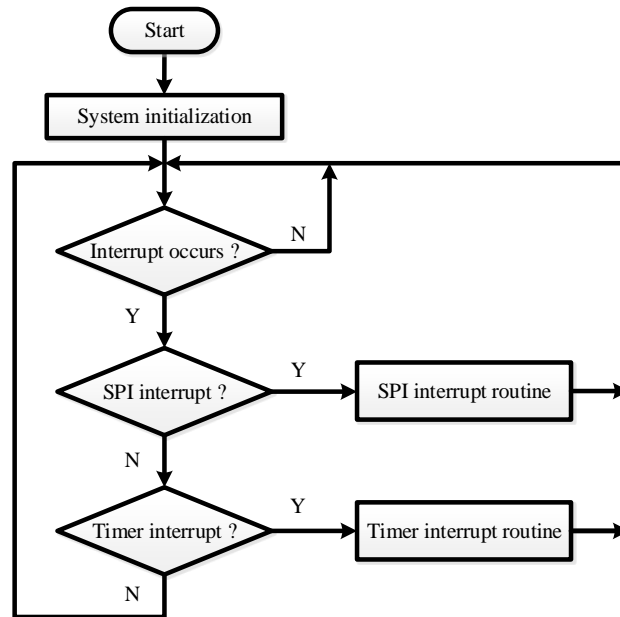 Start
System initialization
Interrupt occurs ?
N
Y
SPI interrupt ?
Y
SPI interrupt routine
N
Timer interrupt ?
Y
Timer interrupt routine
N